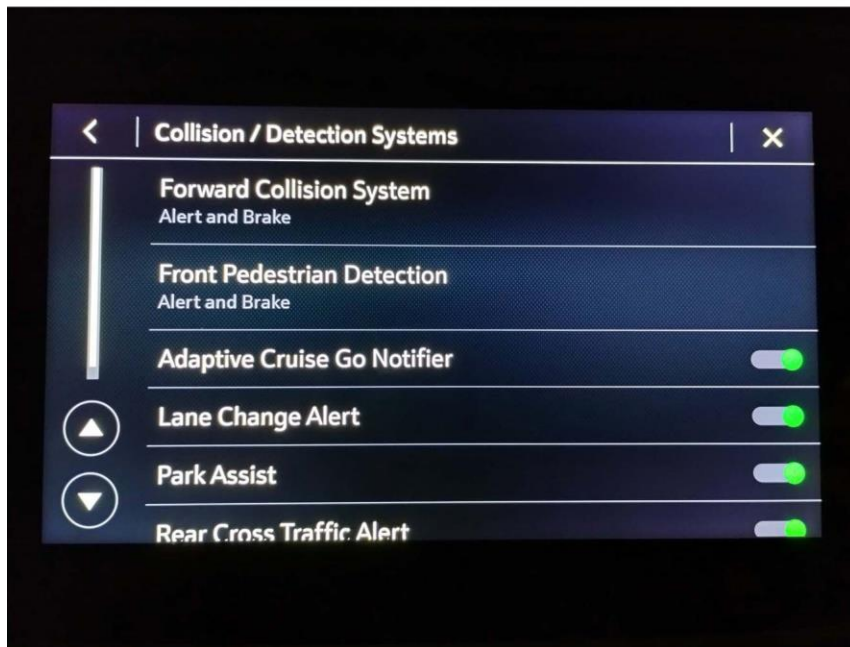 Collision / Detection Systems
Forward Collision System
Alert and Brake
Front Pedestrian Detection
Alert and Brake
Adaptive Cruise Go Notifier
Lane Change Alert
Park Assist
Rear Cross Traffic Alert